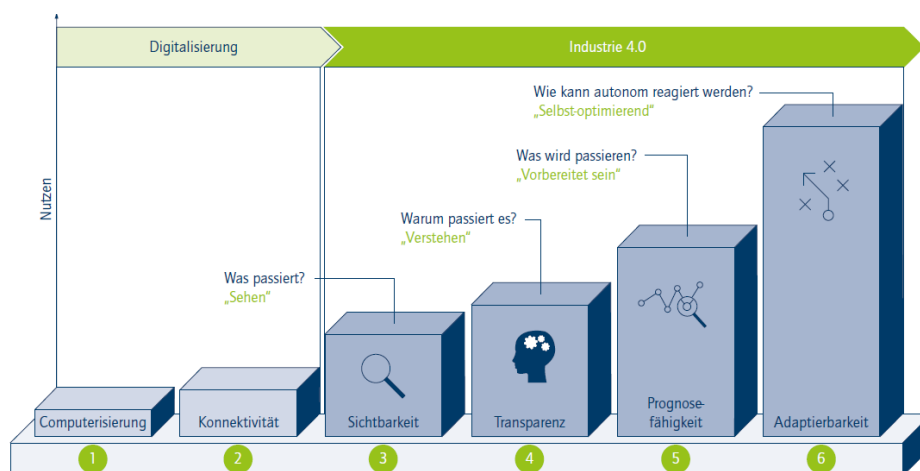 Digitalisierung
Industrie 4.0
Nutzen
Wie kann autonom reagiert werden?
„Selbst-optimierend“
Was wird passieren?
„Vorbereitet sein“
Warum passiert es?
„Verstehen“
Was passiert?
„Sehen“
Computerisierung
Konnektivität
Sichtbarkeit
Transparenz
Prognose-
fähigkeit
Adaptierbarkeit
1
2
3
4
5
6